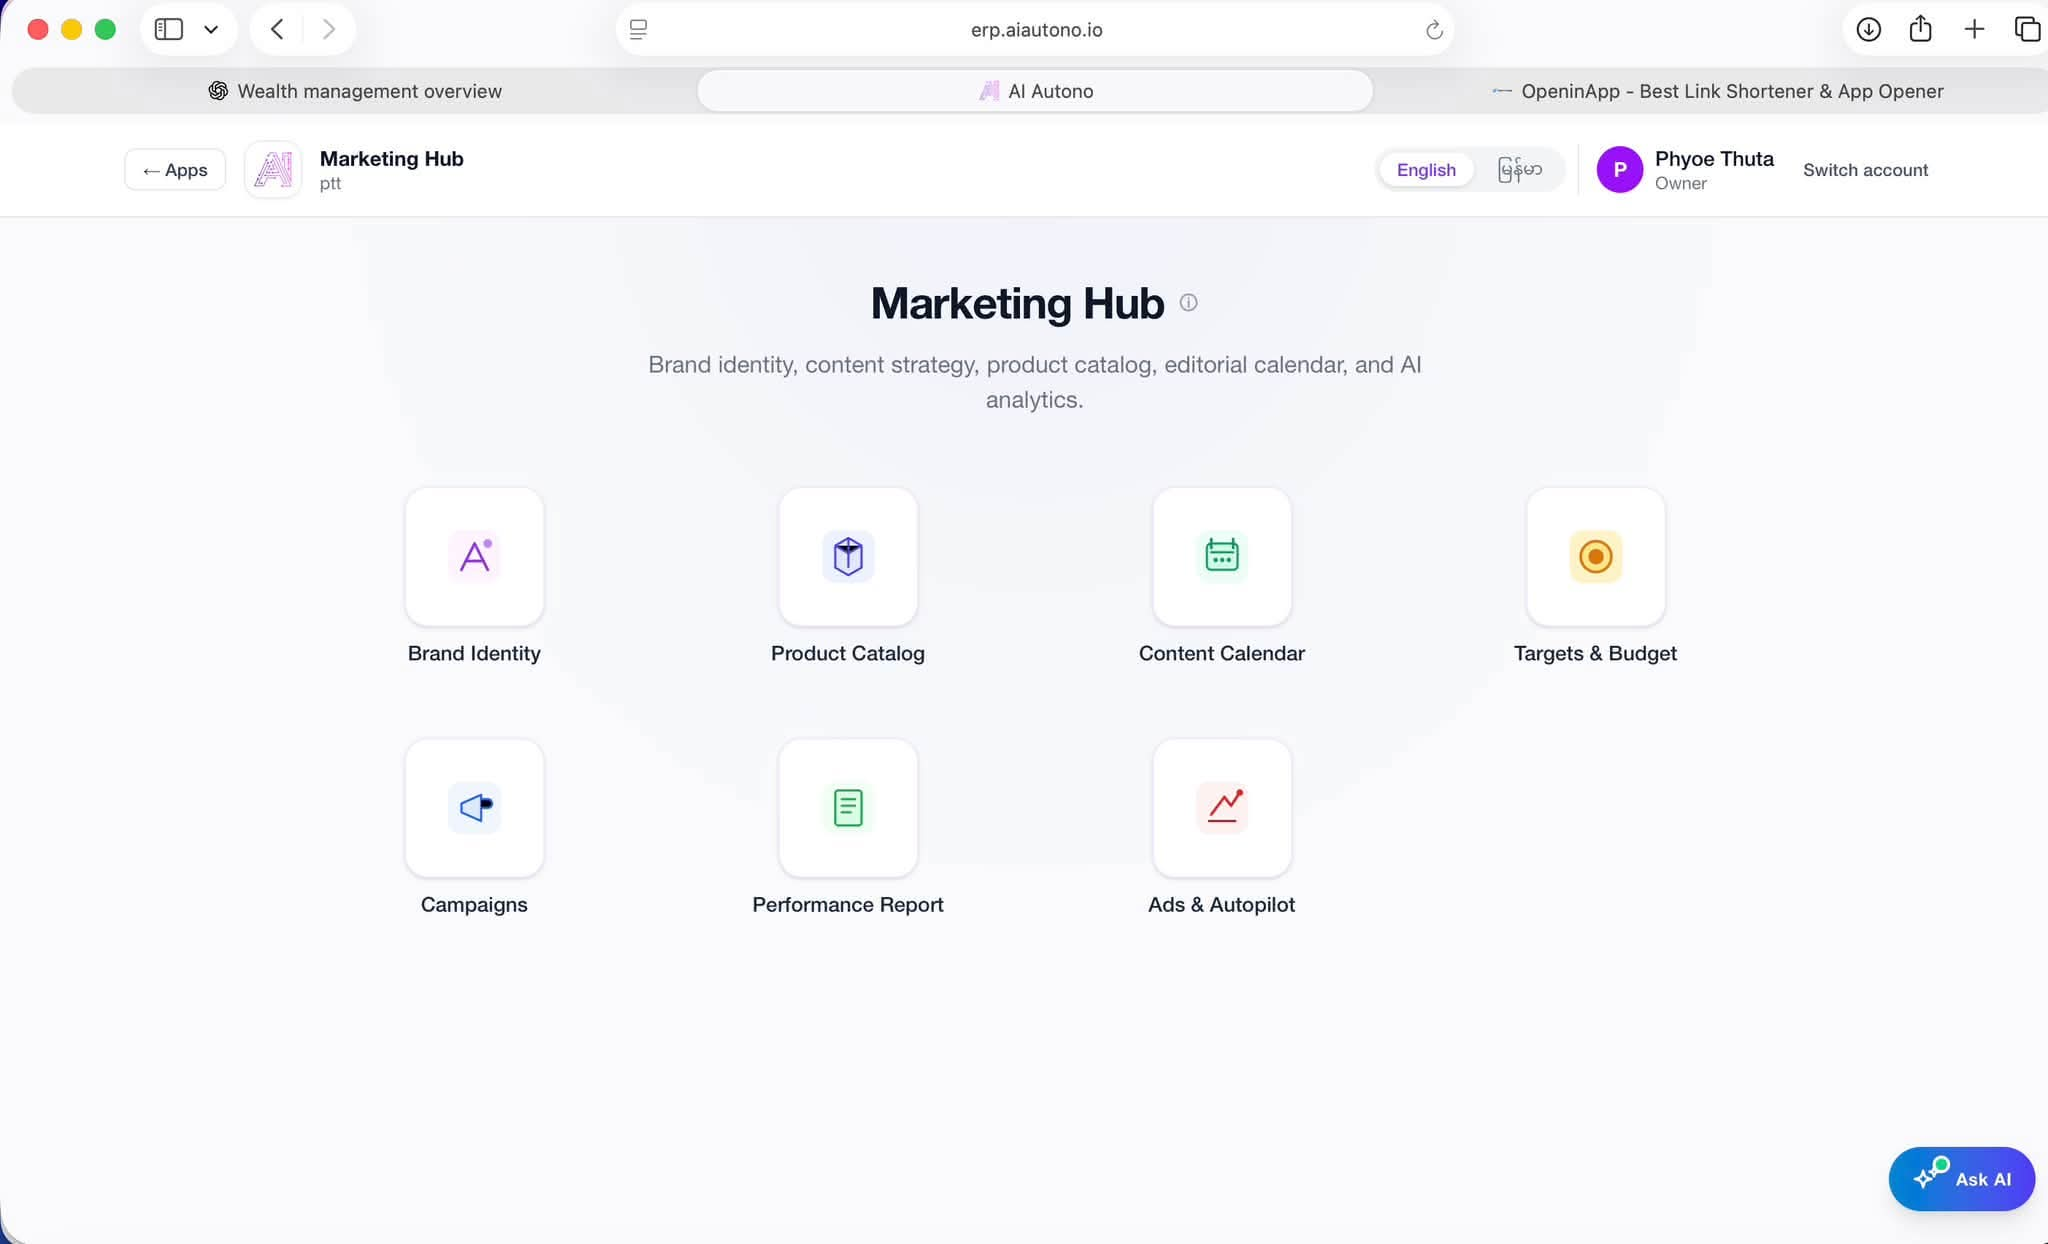 erp.aiautono.io
Wealth management overview
AI Autono
OpeninApp - Best Link Shortener & App Opener
← Apps
AI
Marketing Hub
ptt
English
မြန်မာ
P
Phyoe Thuta
Owner
Switch account
Marketing Hub
Brand identity, content strategy, product catalog, editorial calendar, and AI
analytics.
Brand Identity
Product Catalog
Content Calendar
Targets & Budget
Campaigns
Performance Report
Ads & Autopilot
Ask AI